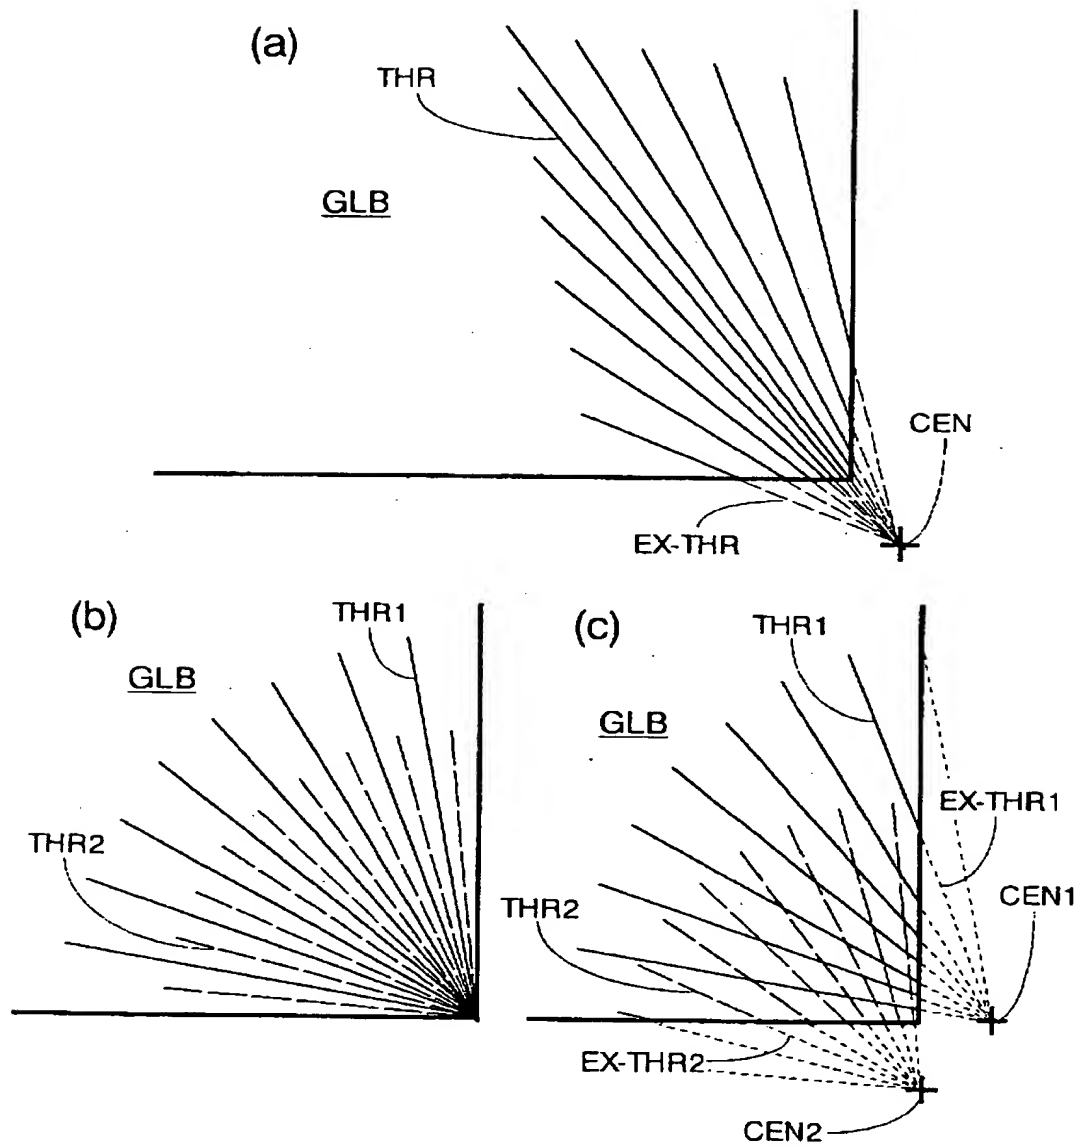 (a)
THR
GLB
CEN
EX-THR
(b)
THR1
GLB
THR2
(c)
THR1
GLB
EX-THR1
THR2
CEN1
EX-THR2
CEN2